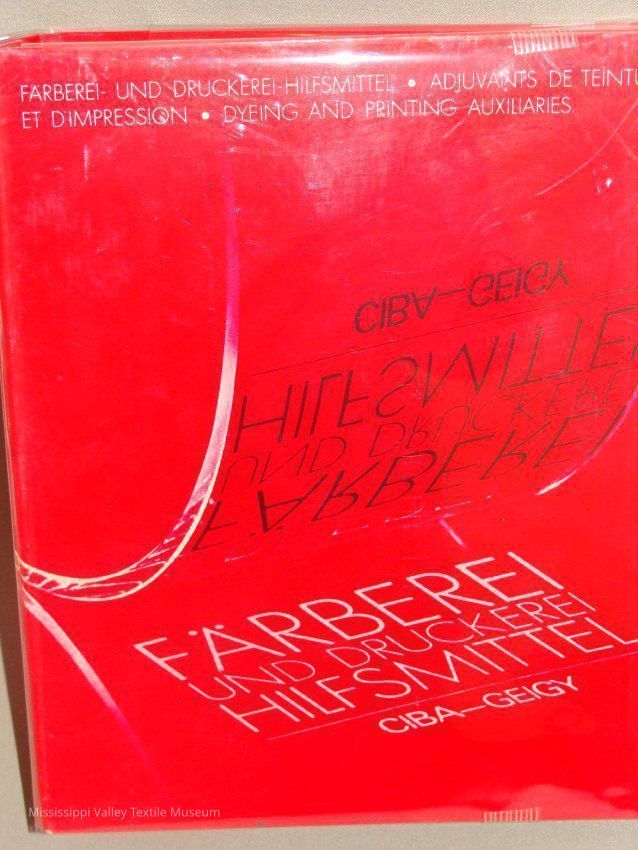 FÄRBEREI- UND DRUCKEREI-HILFSMITTEL • ADJUVANTS DE TEINTU
ET D'IMPRESSION • DYEING AND PRINTING AUXILIARIES
CIBA—GEIGY
HILFSMITTEL
UND DRUCKEREI
FÄRBEREI
FÄRBEREI
UND DRUCKEREI
HILFSMITTEL
CIBA—GEIGY
Mississippi Valley Textile Museum